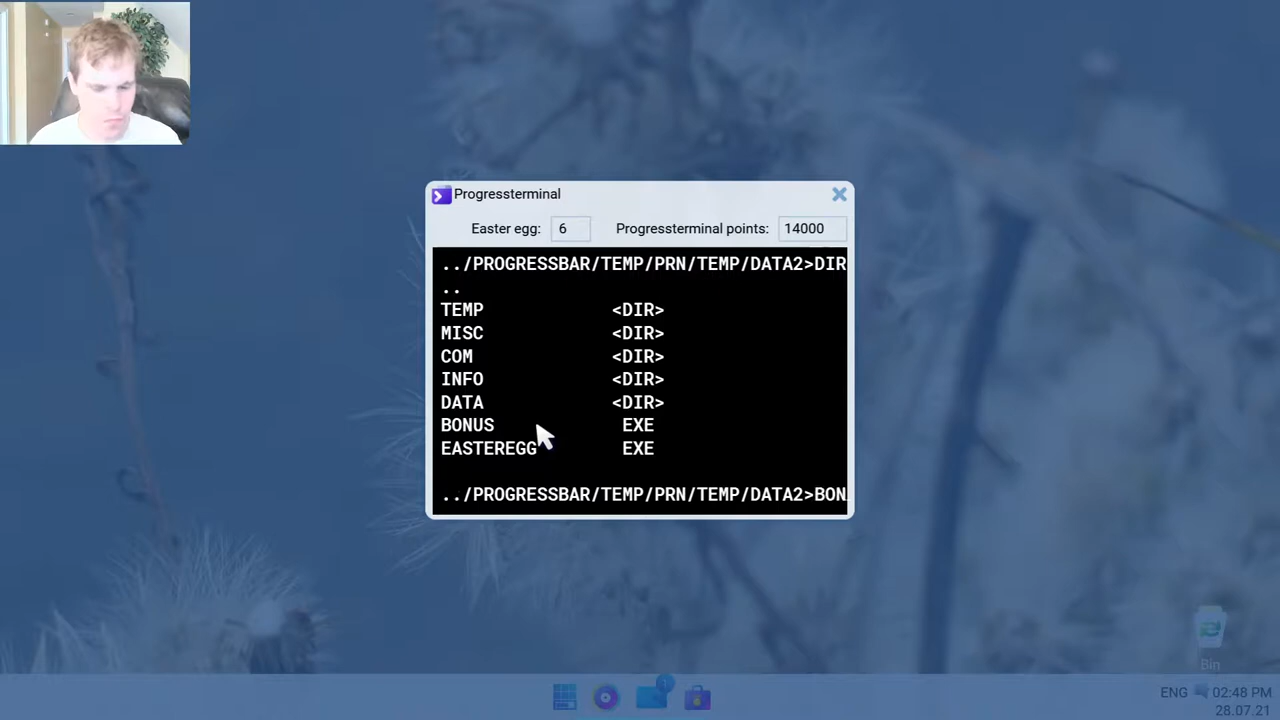 Progressterminal
Easter egg: 6 Progressterminal points: 14000
../PROGRESSBAR/TEMP/PRN/TEMP/DATA2>DIR
..
TEMP <DIR>
MISC <DIR>
COM <DIR>
INFO <DIR>
DATA <DIR>
BONUS EXE
EASTEREGG EXE
../PROGRESSBAR/TEMP/PRN/TEMP/DATA2>BON
Bin
1
ENG 02:48 PM
28.07.21